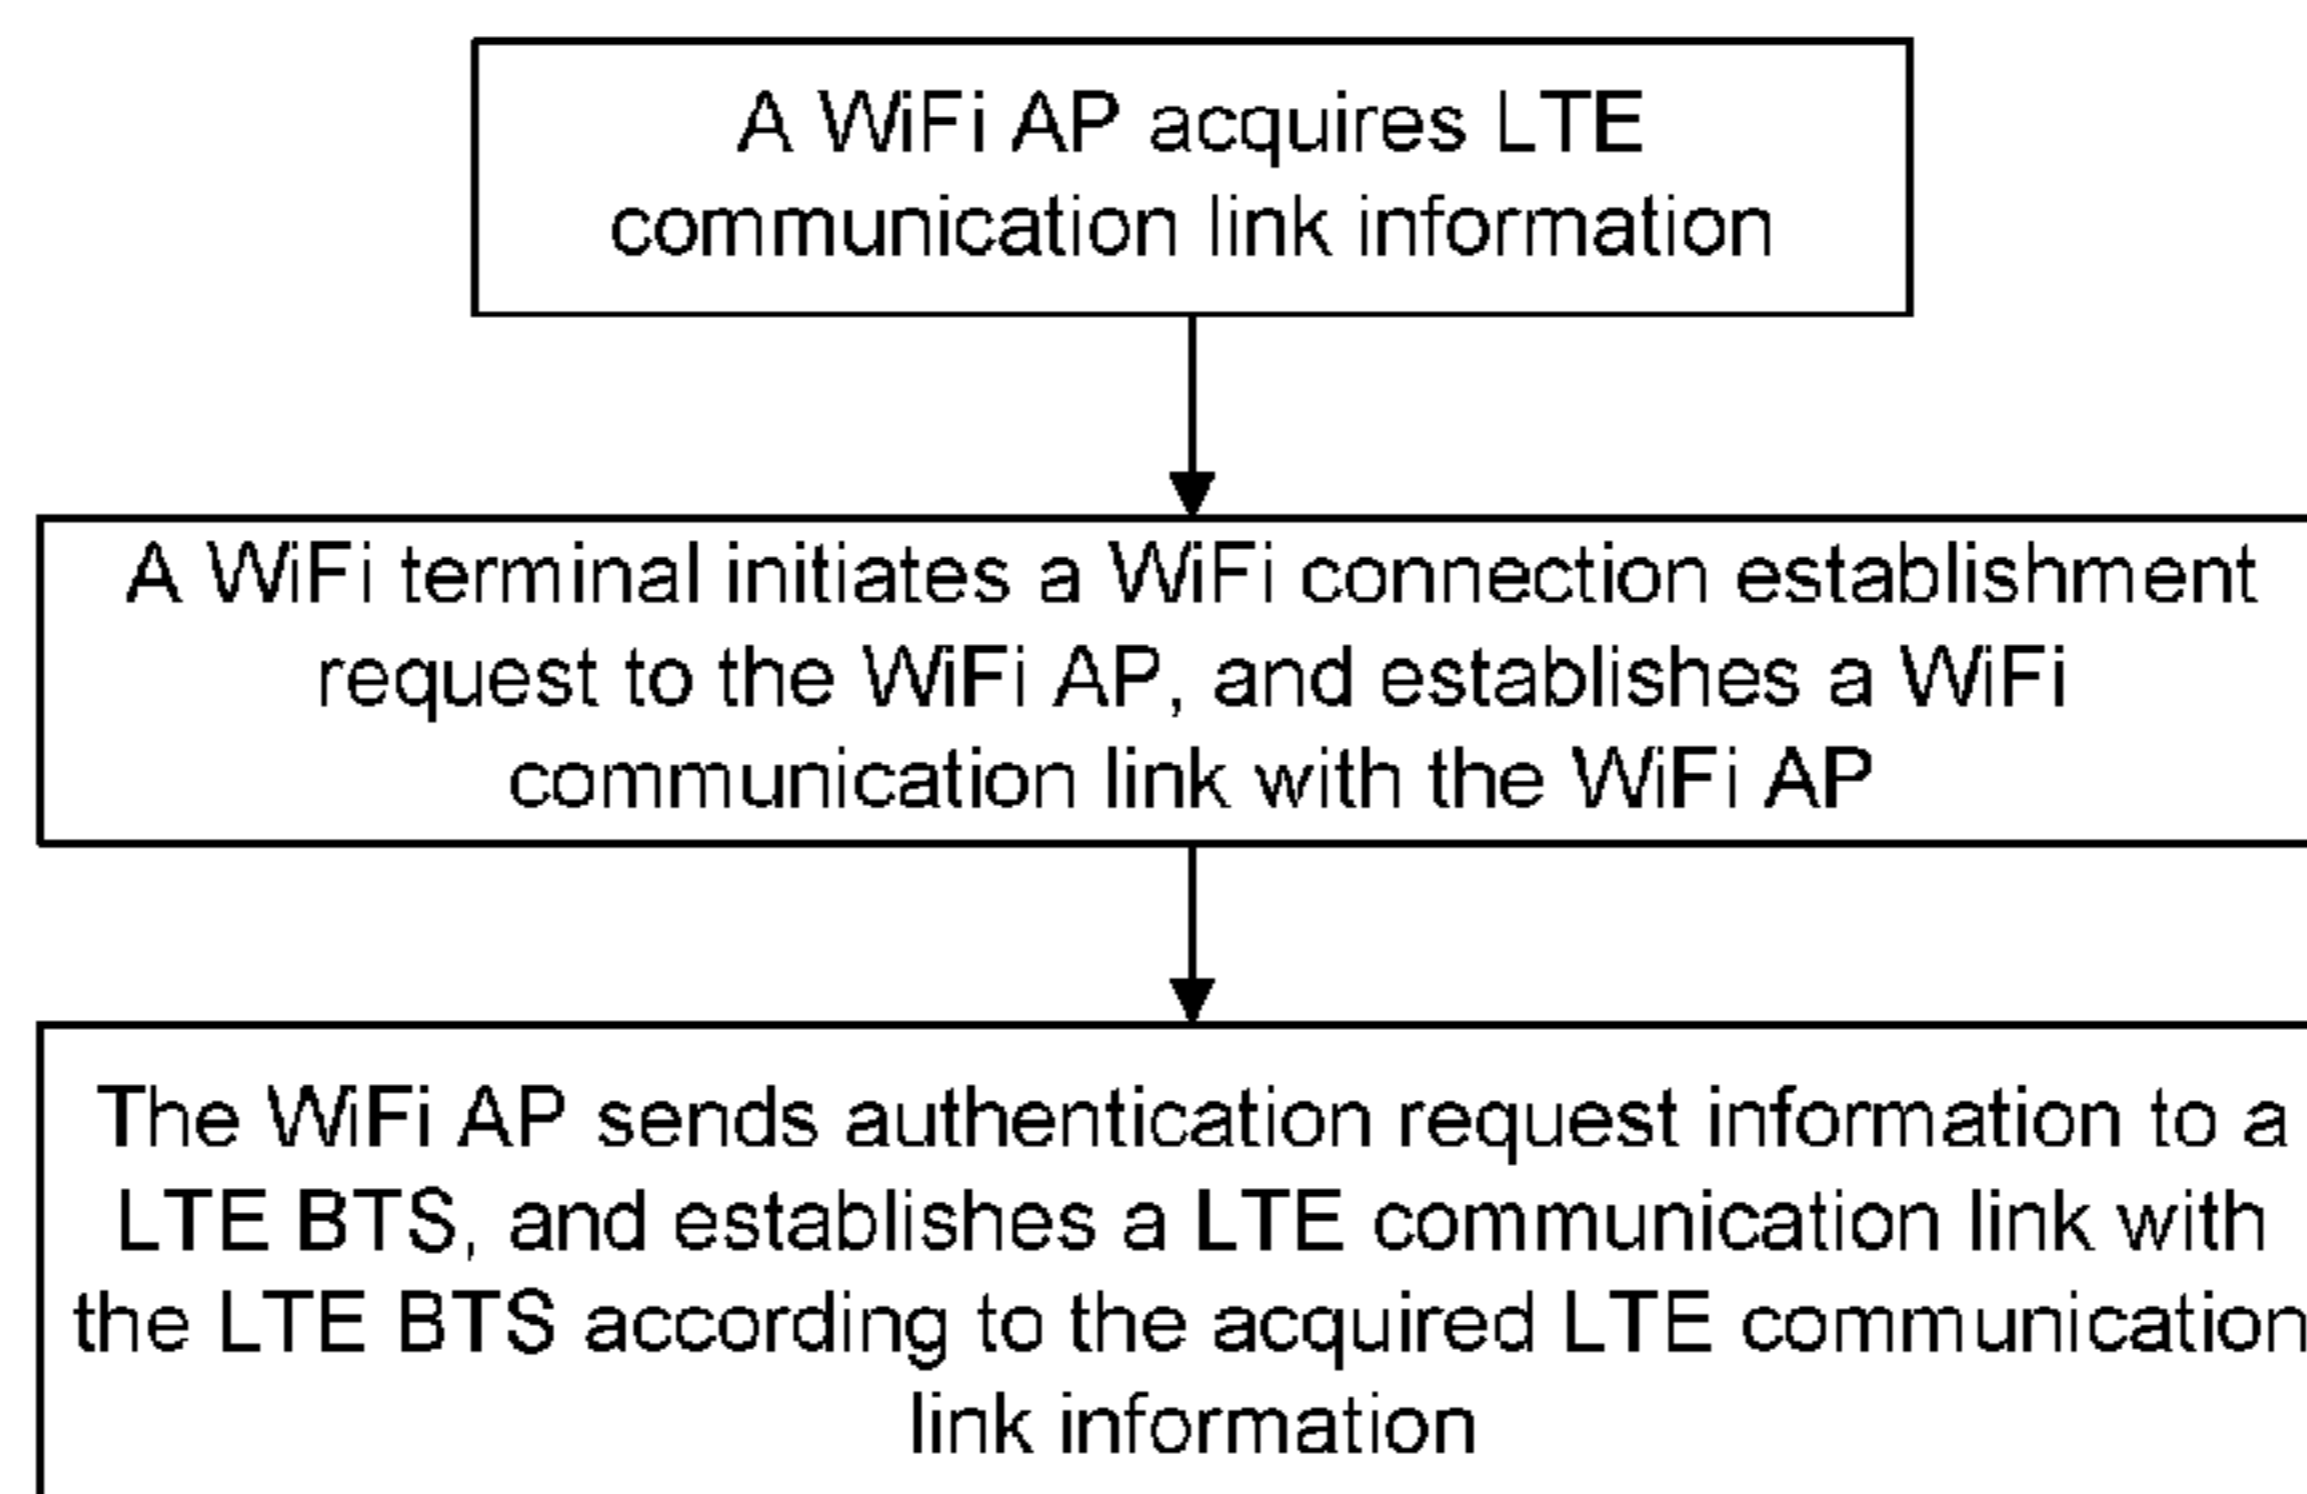 A WiFi AP acquires LTE
communication link information
A WiFi terminal initiates a WiFi connection establishment
request to the WiFi AP, and establishes a WiFi
communication link with the WiFi AP
The WiFi AP sends authentication request information to a
LTE BTS, and establishes a LTE communication link with
the LTE BTS according to the acquired LTE communication
link information